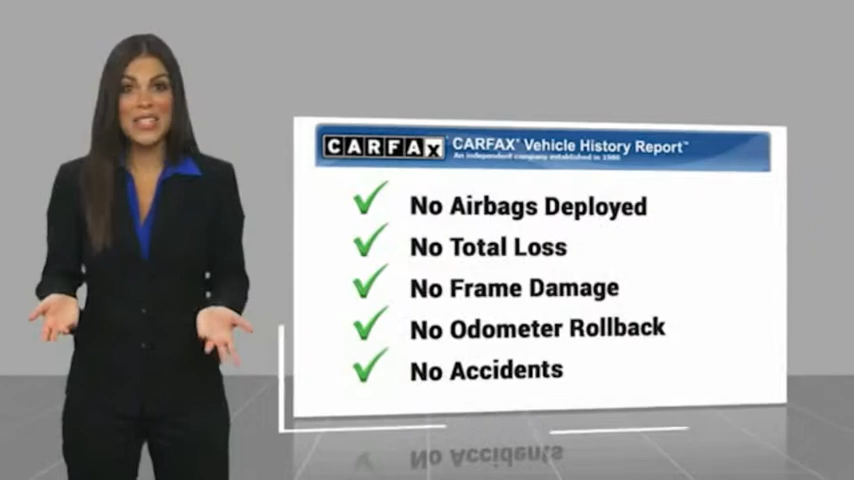 CARFAX CARFAX® Vehicle History Report™
An independent company established in 1986
No Airbags Deployed
No Total Loss
No Frame Damage
No Odometer Rollback
No Accidents
No Accidents